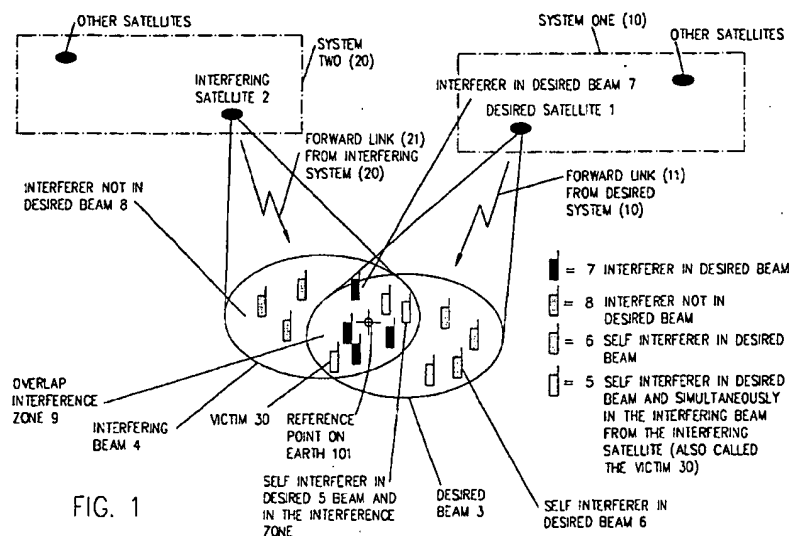 OTHER SATELLITES
SYSTEM
TWO (20)
INTERFERING
SATELLITE 2
SYSTEM ONE (10)
OTHER SATELLITES
INTERFERER IN DESIRED BEAM 7
DESIRED SATELLITE 1
FORWARD LINK (21)
FROM INTERFERING
SYSTEM (20)
FORWARD LINK (11)
FROM DESIRED
SYSTEM (10)
INTERFERER NOT IN
DESIRED BEAM 8
= 7 INTERFERER IN DESIRED BEAM
= 8 INTERFERER NOT IN
DESIRED BEAM
= 6 SELF INTERFERER IN DESIRED
BEAM
= 5 SELF INTERFERER IN DESIRED
BEAM AND SIMULTANEOUSLY
IN THE INTERFERING BEAM
FROM THE INTERFERING
SATELLITE (ALSO CALLED
THE VICTIM 30)
OVERLAP
INTERFERENCE
ZONE 9
INTERFERING
BEAM 4
VICTIM 30
REFERENCE
POINT ON
EARTH 101
SELF INTERFERER IN
DESIRED 5 BEAM AND
IN THE INTERFERENCE
ZONE
DESIRED
BEAM 3
SELF INTERFERER IN
DESIRED BEAM 6
FIG. 1